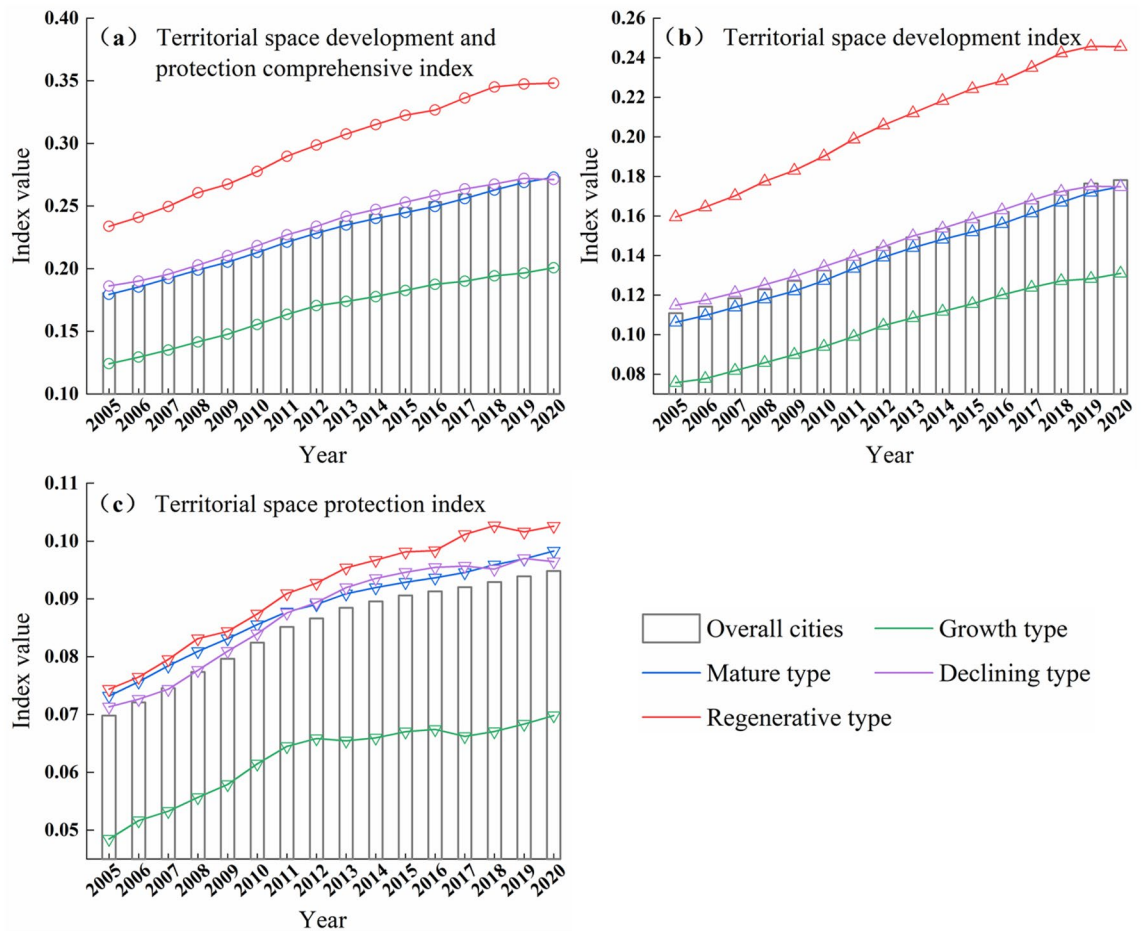 (a) Territorial space development and
protection comprehensive index
0.40
0.35
0.30
0.25
0.20
0.15
0.10
Index value
2005 2006 2007 2008 2009 2010 2011 2012 2013 2014 2015 2016 2017 2018 2019 2020
Year
(b) Territorial space development index
0.26
0.24
0.22
0.20
0.18
0.16
0.14
0.12
0.10
0.08
Index value
2005 2006 2007 2008 2009 2010 2011 2012 2013 2014 2015 2016 2017 2018 2019 2020
Year
(c) Territorial space protection index
0.11
0.10
0.09
0.08
0.07
0.06
0.05
Index value
2005 2006 2007 2008 2009 2010 2011 2012 2013 2014 2015 2016 2017 2018 2019 2020
Year
Overall cities
Growth type
Mature type
Declining type
Regenerative type